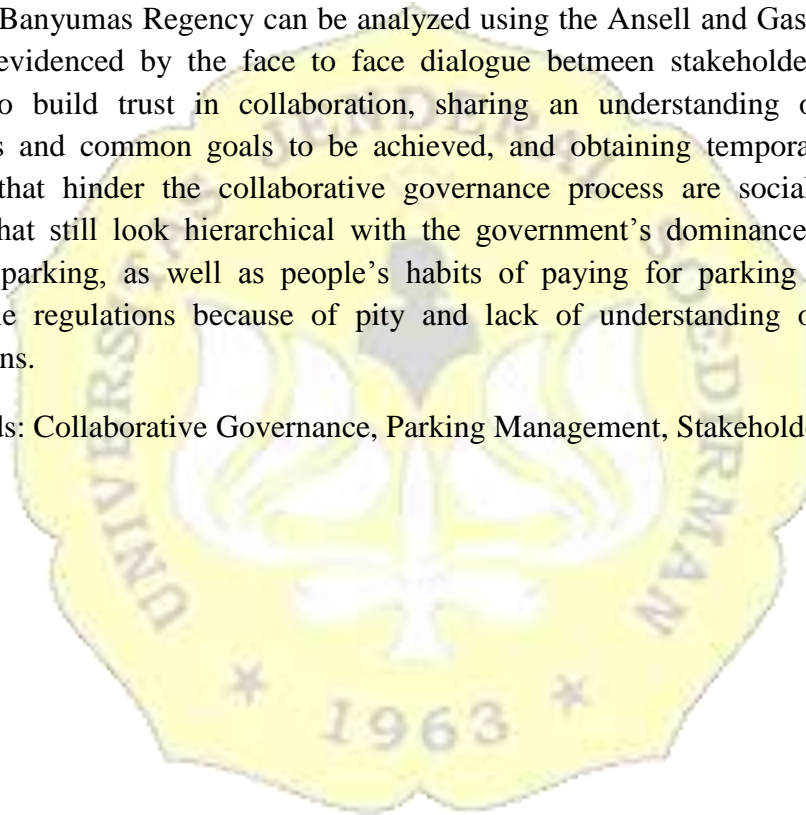 Banyumas Regency can be analyzed using the Ansell and Gas
evidenced by the face to face dialogue betmeen stakeholde
o build trust in collaboration, sharing an understanding o
s and common goals to be achieved, and obtaining tempora
that hinder the collaborative governance process are social
hat still look hierarchical with the government's dominance
parking, as well as people's habits of paying for parking
e regulations because of pity and lack of understanding o
ns.
ds: Collaborative Governance, Parking Management, Stakeholde
UNIVERSITAS JENDERAL SOEDIRMAN
1963